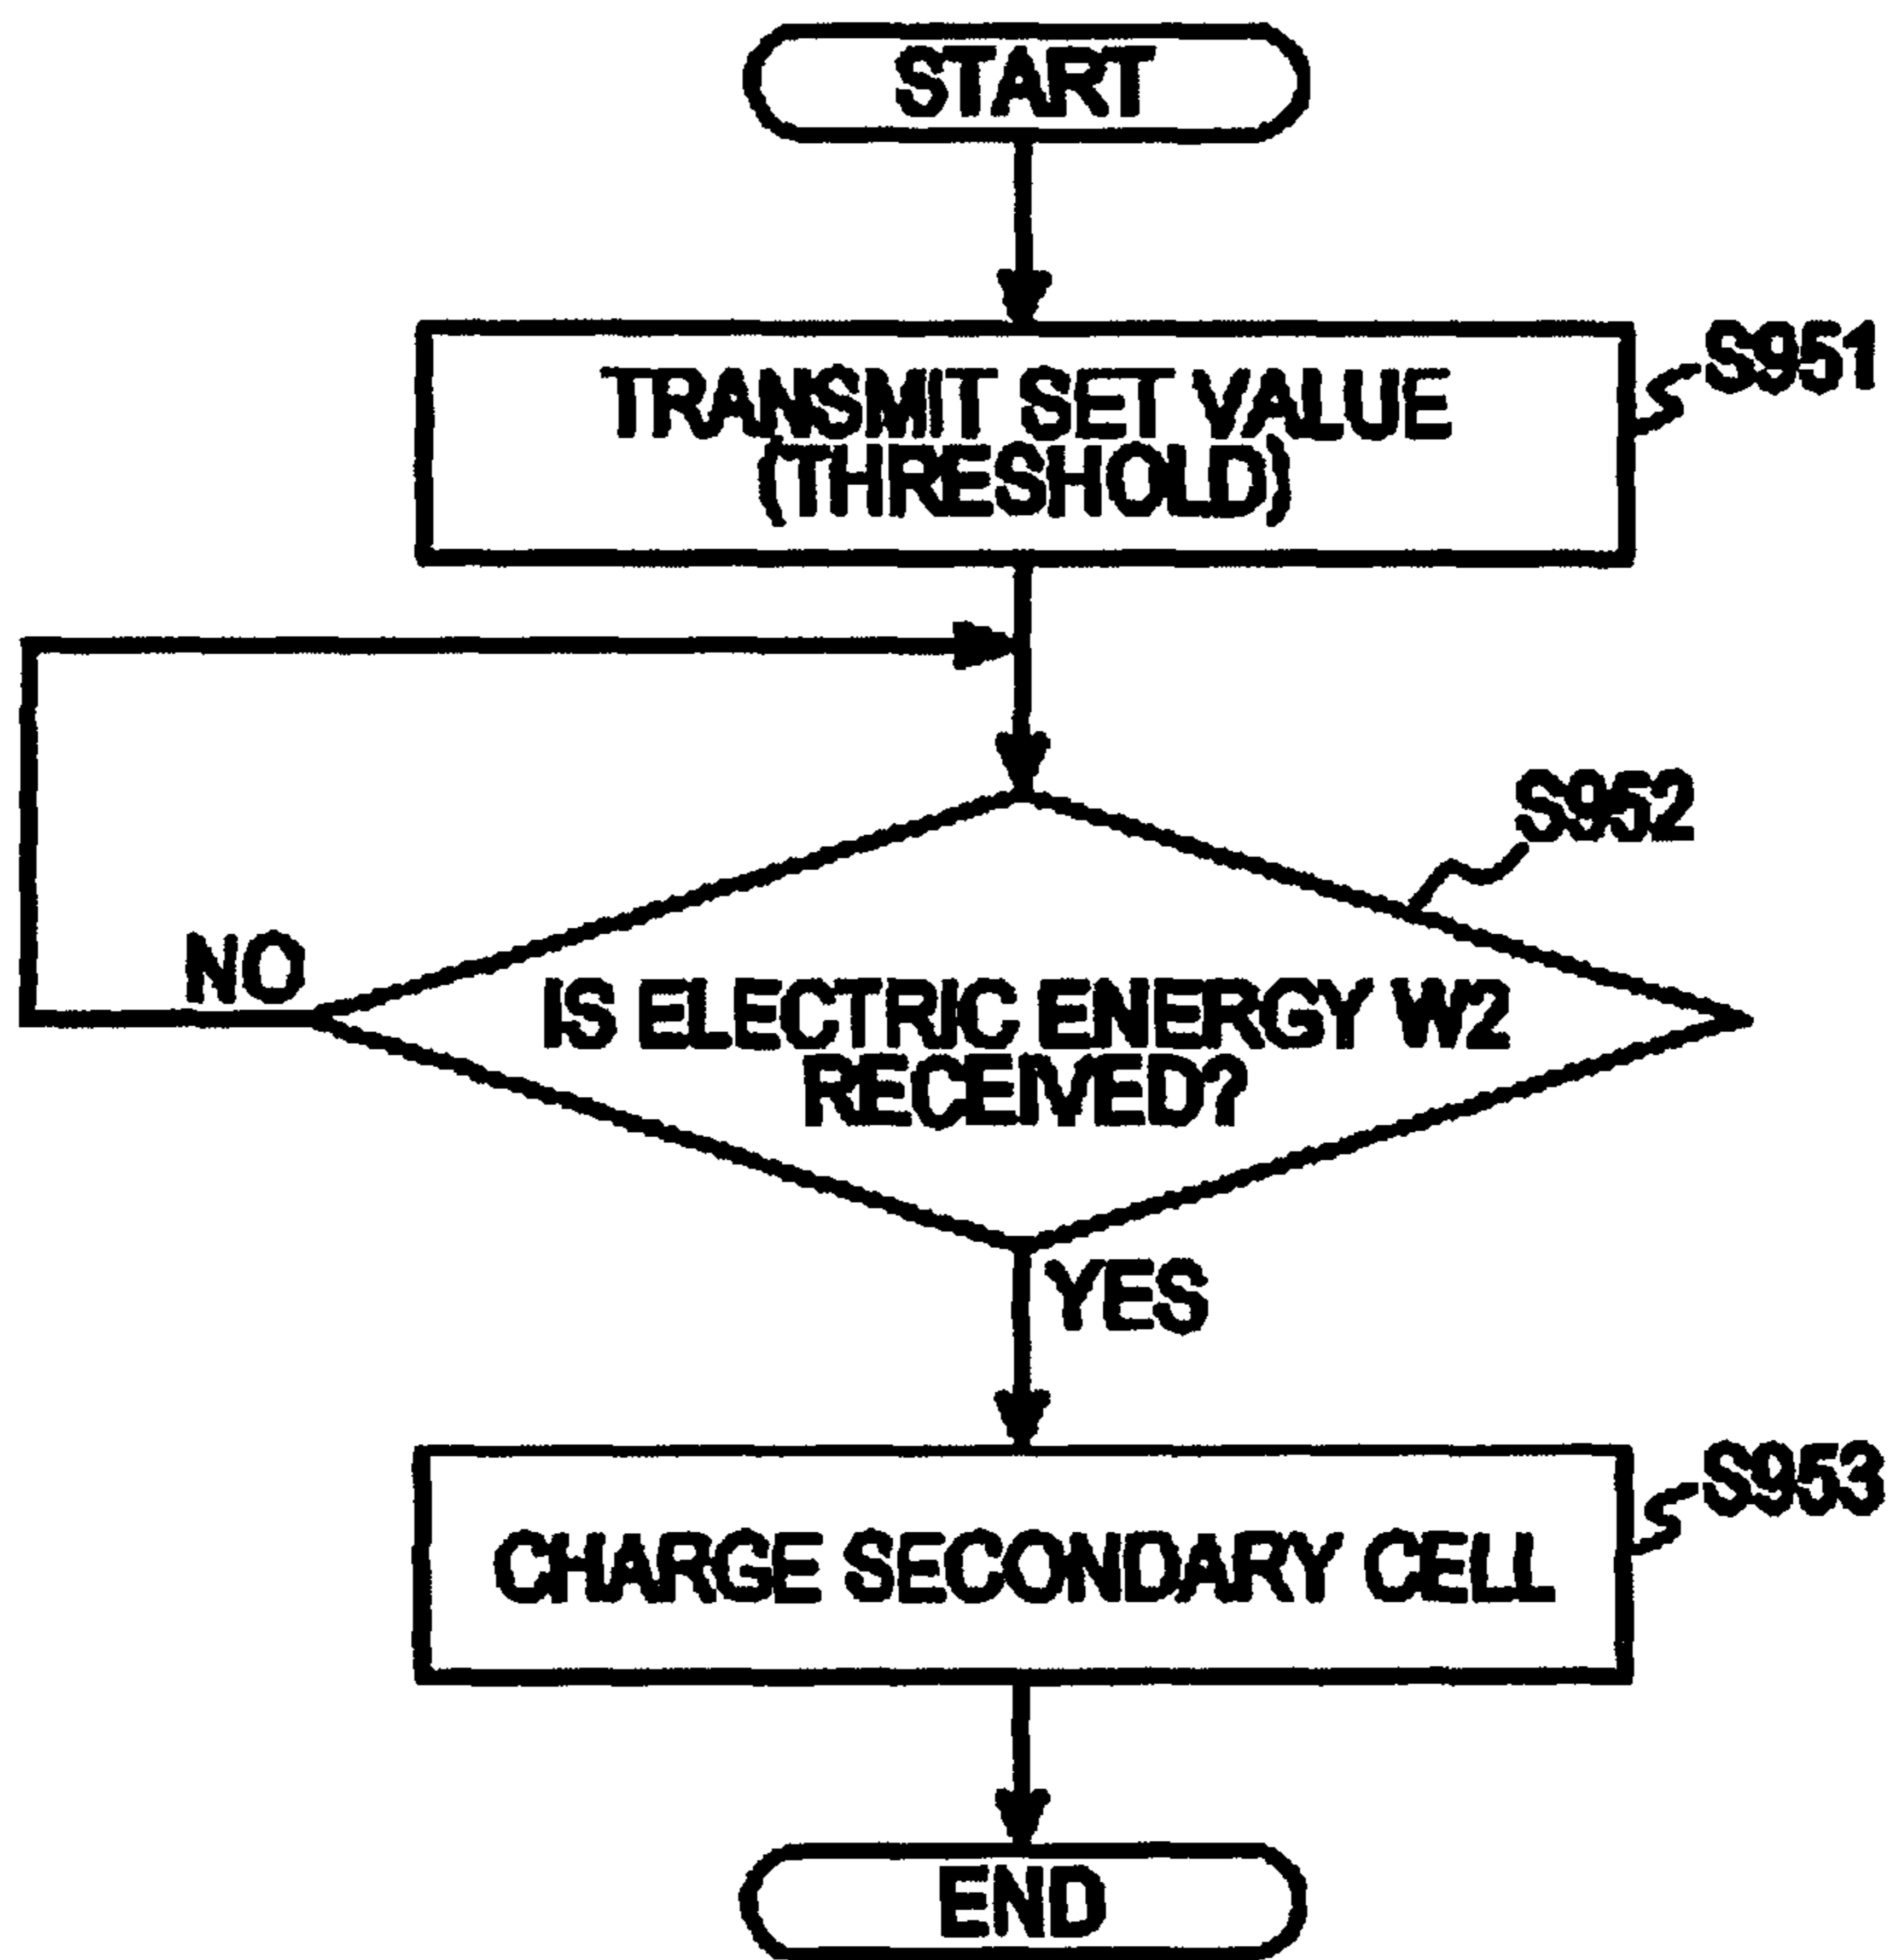 START
TRANSMIT SET VALUE
(THRESHOLD)
S951
S952
NO
IS ELECTRIC ENERGY W2
RECEIVED?
YES
CHARGE SECONDARY CELL
S953
END